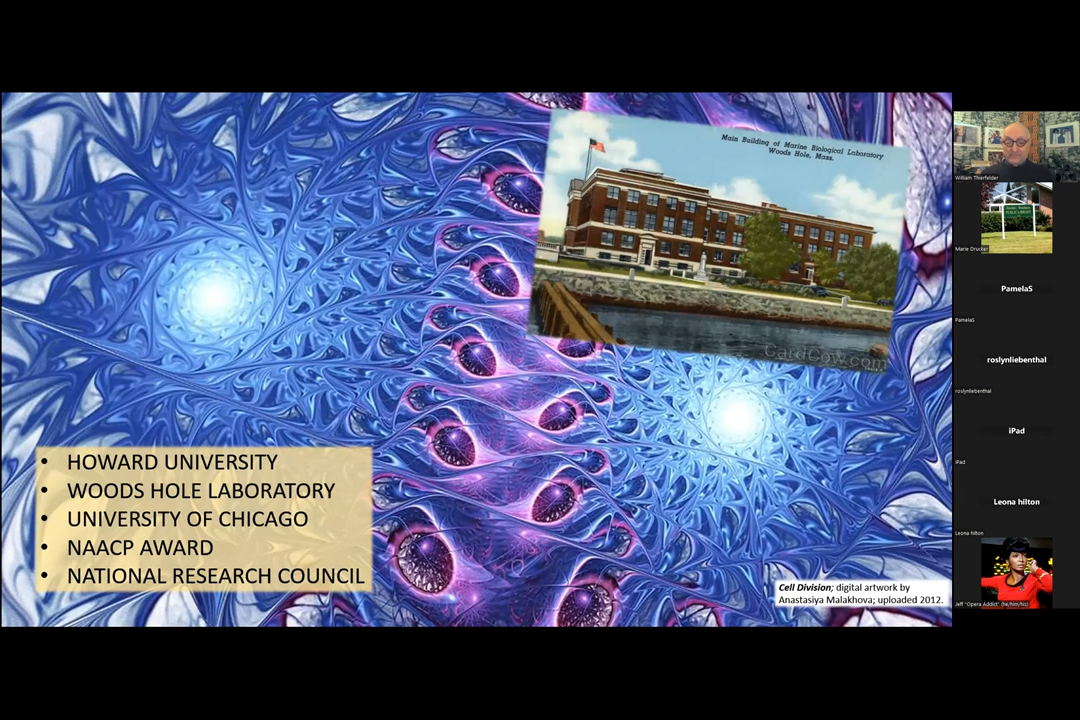 Main Building of Marine Biological Laboratory
Woods Hole, Mass.
CardCow.com
• HOWARD UNIVERSITY
• WOODS HOLE LABORATORY
• UNIVERSITY OF CHICAGO
• NAACP AWARD
• NATIONAL RESEARCH COUNCIL
Cell Division; digital artwork by
Anastasiya Malakhova; uploaded 2012.
William Thierfelder
PUBLIC LIBRARY
Marie Drucker
PamelaS
PamelaS
roslynliebenthal
roslynliebenthal
iPad
iPad
Leona hilton
Leona hilton
Jeff "Opera Addict" (he/him/his)